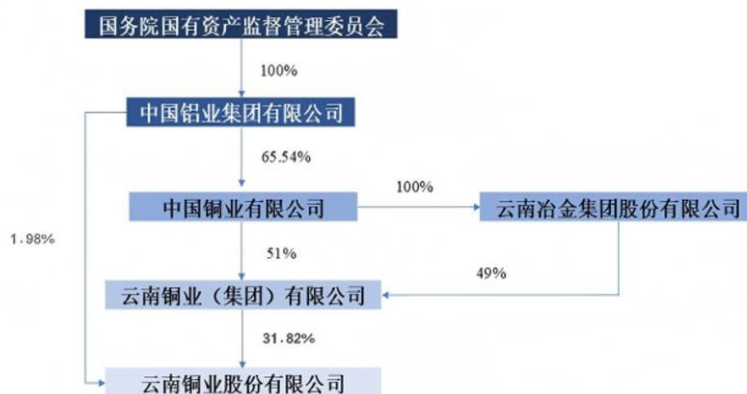 国务院国有资产监督管理委员会
100%
中国铝业集团有限公司
65.54%
100%
中国铜业有限公司
云南冶金集团股份有限公司
1.98%
51%
49%
云南铜业（集团）有限公司
31.82%
云南铜业股份有限公司